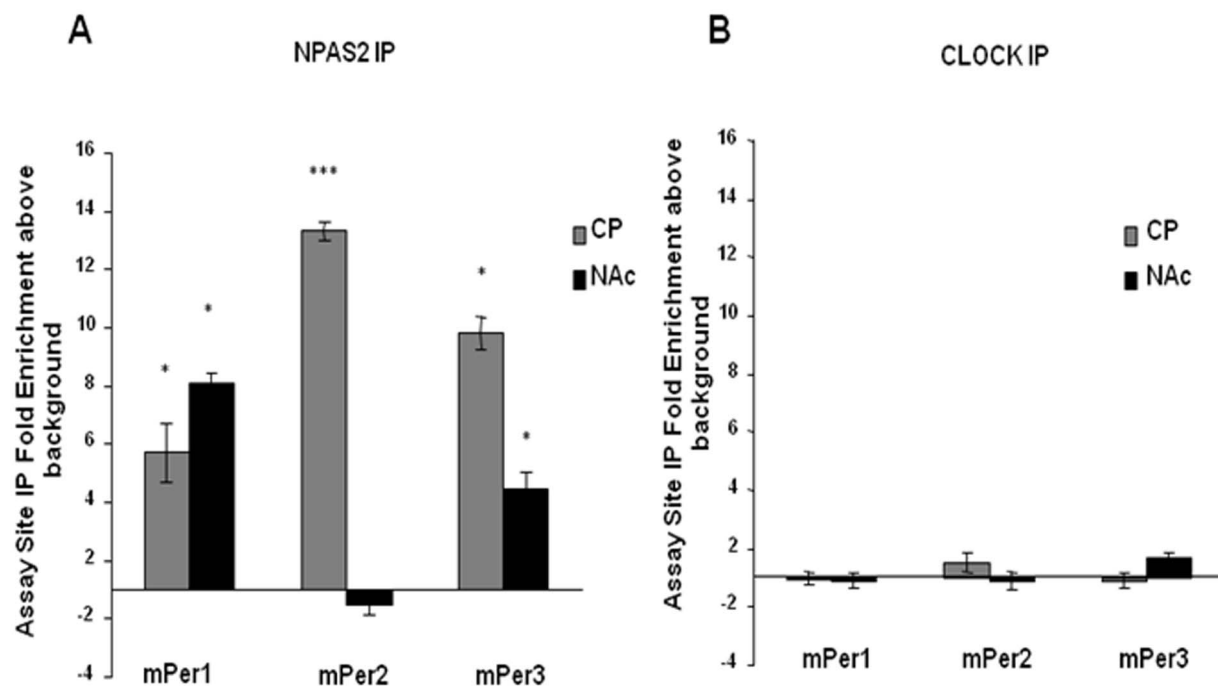 A
NPAS2 IP
Assay Site IP Fold Enrichment above
background
16
14
12
10
8
6
4
2
-2
-4
*
*
***
*
*
CP
NAc
mPer1 mPer2 mPer3
B
CLOCK IP
Assay Site IP Fold Enrichment above
background
16
14
12
10
8
6
4
2
-2
-4
CP
NAc
mPer1 mPer2 mPer3